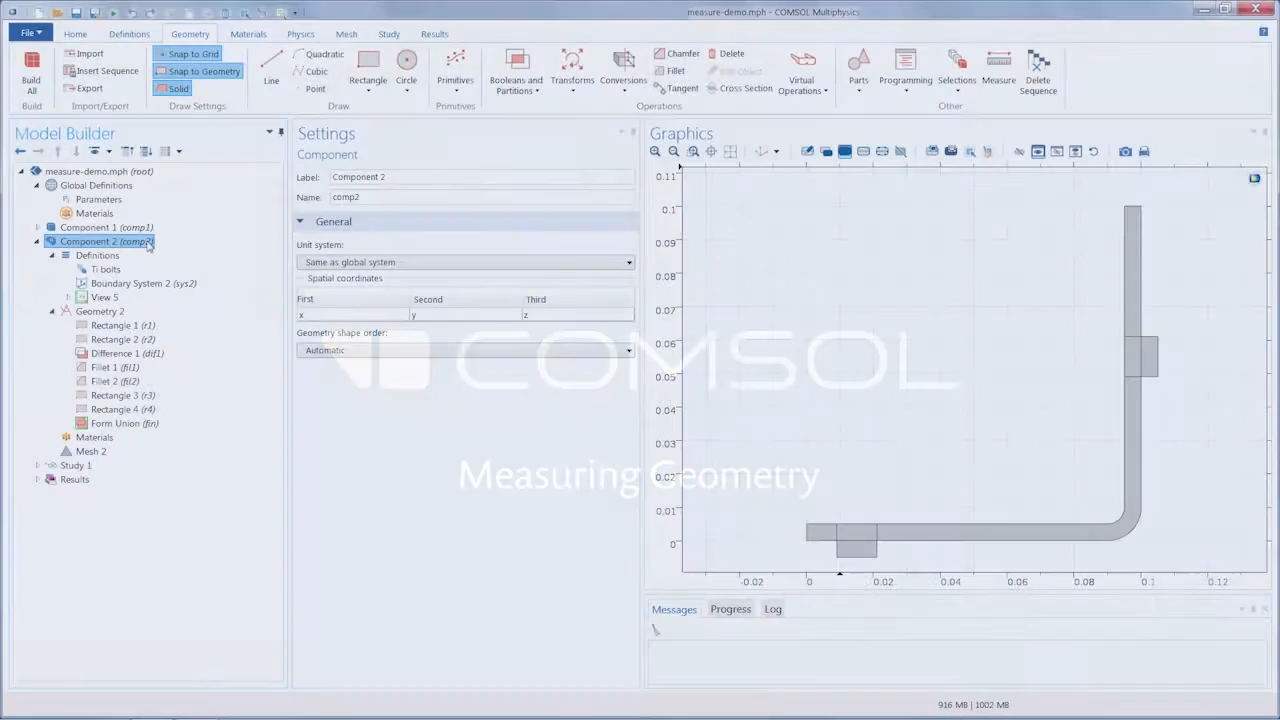 measure-demo.mph - COMSOL Multiphysics
File Home Definitions Geometry Materials Physics Mesh Study Results
Build All
Build
Import
Insert Sequence
Export
Import/Export
Snap to Grid
Snap to Geometry
Solid
Draw Settings
Line
Quadratic
Cubic
Point
Rectangle
Circle
Draw
Primitives
Primitives
Booleans and Partitions
Transforms
Conversions
Chamfer
Fillet
Tangent
Delete
Edit Object
Cross Section
Virtual Operations
Operations
Parts
Programming
Selections
Measure
Delete Sequence
Other
Model Builder
measure-demo.mph (root)
Global Definitions
Parameters
Materials
Component 1 (comp1)
Component 2 (comp2)
Definitions
Ti bolts
Boundary System 2 (sys2)
View 5
Geometry 2
Rectangle 1 (r1)
Rectangle 2 (r2)
Difference 1 (dif1)
Fillet 1 (fil1)
Fillet 2 (fil2)
Rectangle 3 (r3)
Rectangle 4 (r4)
Form Union (fin)
Materials
Mesh 2
Study 1
Results
Settings
Component
Label: Component 2
Name: comp2
General
Unit system:
Same as global system
Spatial coordinates
First Second Third
x y z
Geometry shape order:
Automatic
COMSOL
Measuring Geometry
Graphics
0.11
0.1
0.09
0.08
0.07
0.06
0.05
0.04
0.03
0.02
0.01
0
-0.02 0 0.02 0.04 0.06 0.08 0.1 0.12
Messages Progress Log
916 MB | 1002 MB